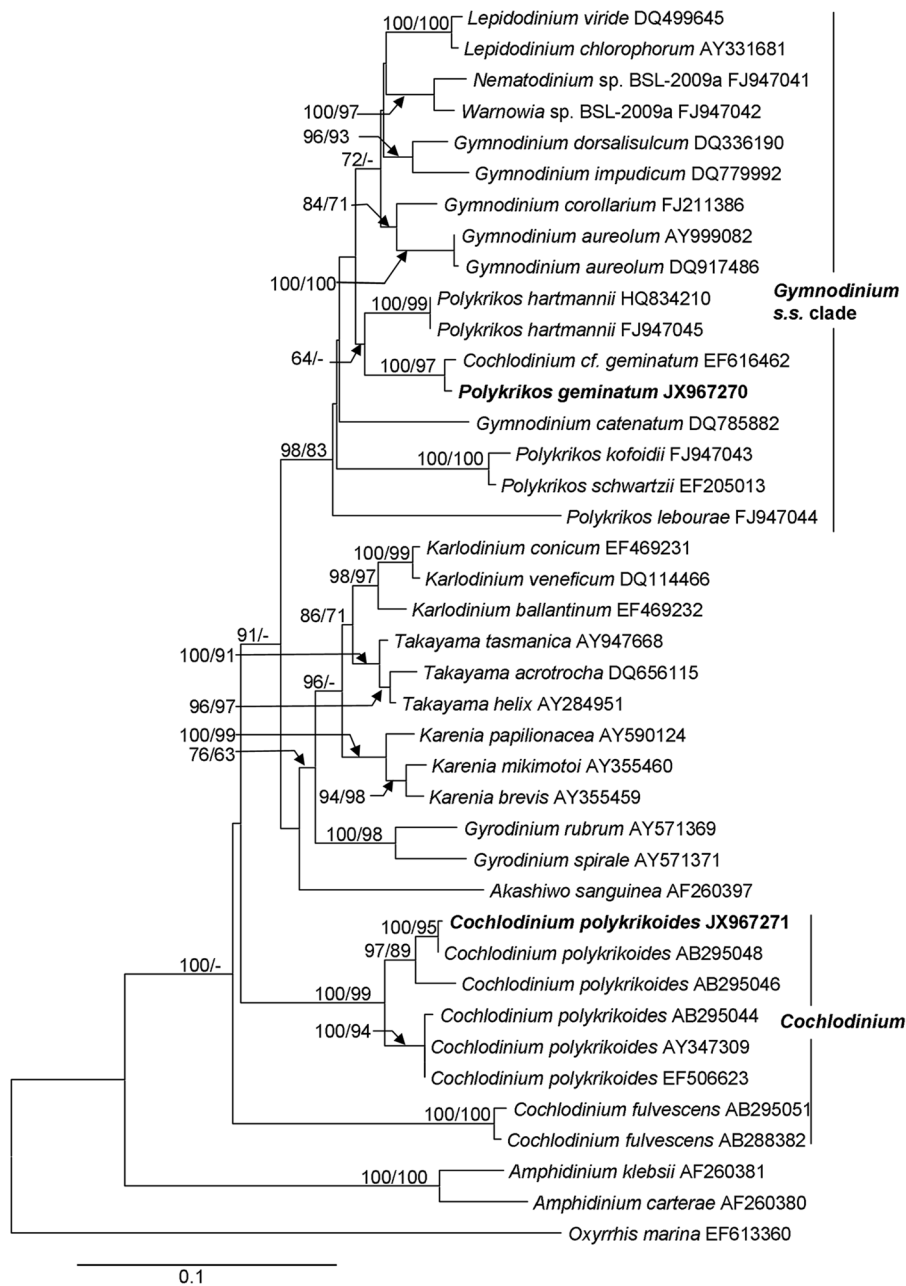 100/100
Lepidodinium viride DQ499645
Lepidodinium chlorophorum AY331681
Nematodinium sp. BSL-2009a FJ947041
100/97
Warnowia sp. BSL-2009a FJ947042
96/93
Gymnodinium dorsalisulcum DQ336190
72/-
Gymnodinium impudicum DQ779992
84/71
Gymnodinium corollarium FJ211386
Gymnodinium aureolum AY999082
Gymnodinium aureolum DQ917486
100/100
Gymnodinium
s.s. clade
100/99
Polykrikos hartmannii HQ834210
Polykrikos hartmannii FJ947045
64/-
100/97
Cochlodinium cf. geminatum EF616462
Polykrikos geminatum JX967270
Gymnodinium catenatum DQ785882
98/83
100/100
Polykrikos kofoidii FJ947043
Polykrikos schwartzii EF205013
Polykrikos lebourae FJ947044
100/99
Karlodinium conicum EF469231
98/97
Karlodinium veneficum DQ114466
86/71
Karlodinium ballantinum EF469232
91/-
Takayama tasmanica AY947668
100/91
96/-
Takayama acrotrocha DQ656115
96/97
Takayama helix AY284951
100/99
Karenia papilionacea AY590124
76/63
Karenia mikimotoi AY355460
94/98
Karenia brevis AY355459
100/98
Gyrodinium rubrum AY571369
Gyrodinium spirale AY571371
Akashiwo sanguinea AF260397
100/95
Cochlodinium polykrikoides JX967271
97/89
Cochlodinium polykrikoides AB295048
100/-
Cochlodinium polykrikoides AB295046
100/99
Cochlodinium polykrikoides AB295044
Cochlodinium
100/94
Cochlodinium polykrikoides AY347309
Cochlodinium polykrikoides EF506623
100/100
Cochlodinium fulvescens AB295051
Cochlodinium fulvescens AB288382
100/100
Amphidinium klebsii AF260381
Amphidinium carterae AF260380
Oxyrrhis marina EF613360
0.1